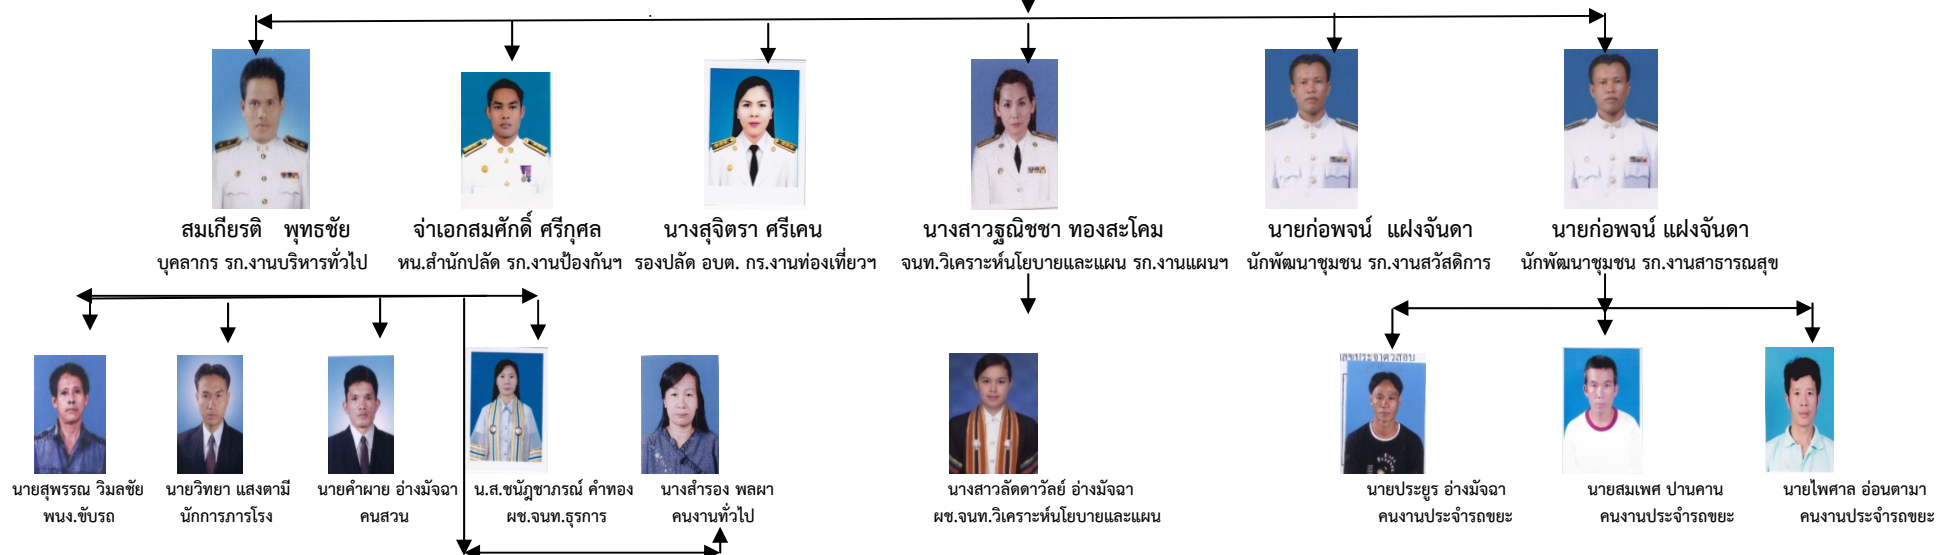 สมเกียรติ พุทธชัย
บุคลากร รก.งานบริหารทั่วไป
จ่าเอกสมศักดิ์ ศรีกุศล
หน.สำนักปลัด รก.งานป้องกันฯ
นางสุจิตรา ศรีเคน
รองปลัด อบต. กร.งานท่องเที่ยวฯ
นางสาวฐณิชชา ทองสะโคม
จนท.วิเคราะห์นโยบายและแผน รก.งานแผนฯ
นายก่อพจน์ แฝงจันดา
นักพัฒนาชุมชน รก.งานสวัสดิการ
นายก่อพจน์ แฝงจันดา
นักพัฒนาชุมชน รก.งานสาธารณสุข
นายสุพรรณ วิมลชัย
พนง.ขับรถ
นายวิทยา แสงตามี
นักการภารโรง
นายคำผาย อ่างมัจฉา
คนสวน
น.ส.ชนัฎชาภรณ์ คำทอง
ผช.จนท.ธุรการ
นางสำรอง พลผา
คนงานทั่วไป
นางสาวลัดดาวัลย์ อ่างมัจฉา
ผช.จนท.วิเคราะห์นโยบายและแผน
นายประยูร อ่างมัจฉา
คนงานประจำรถขยะ
นายสมเพศ ปานคาน
คนงานประจำรถขยะ
นายไพศาล อ่อนตามา
คนงานประจำรถขยะ